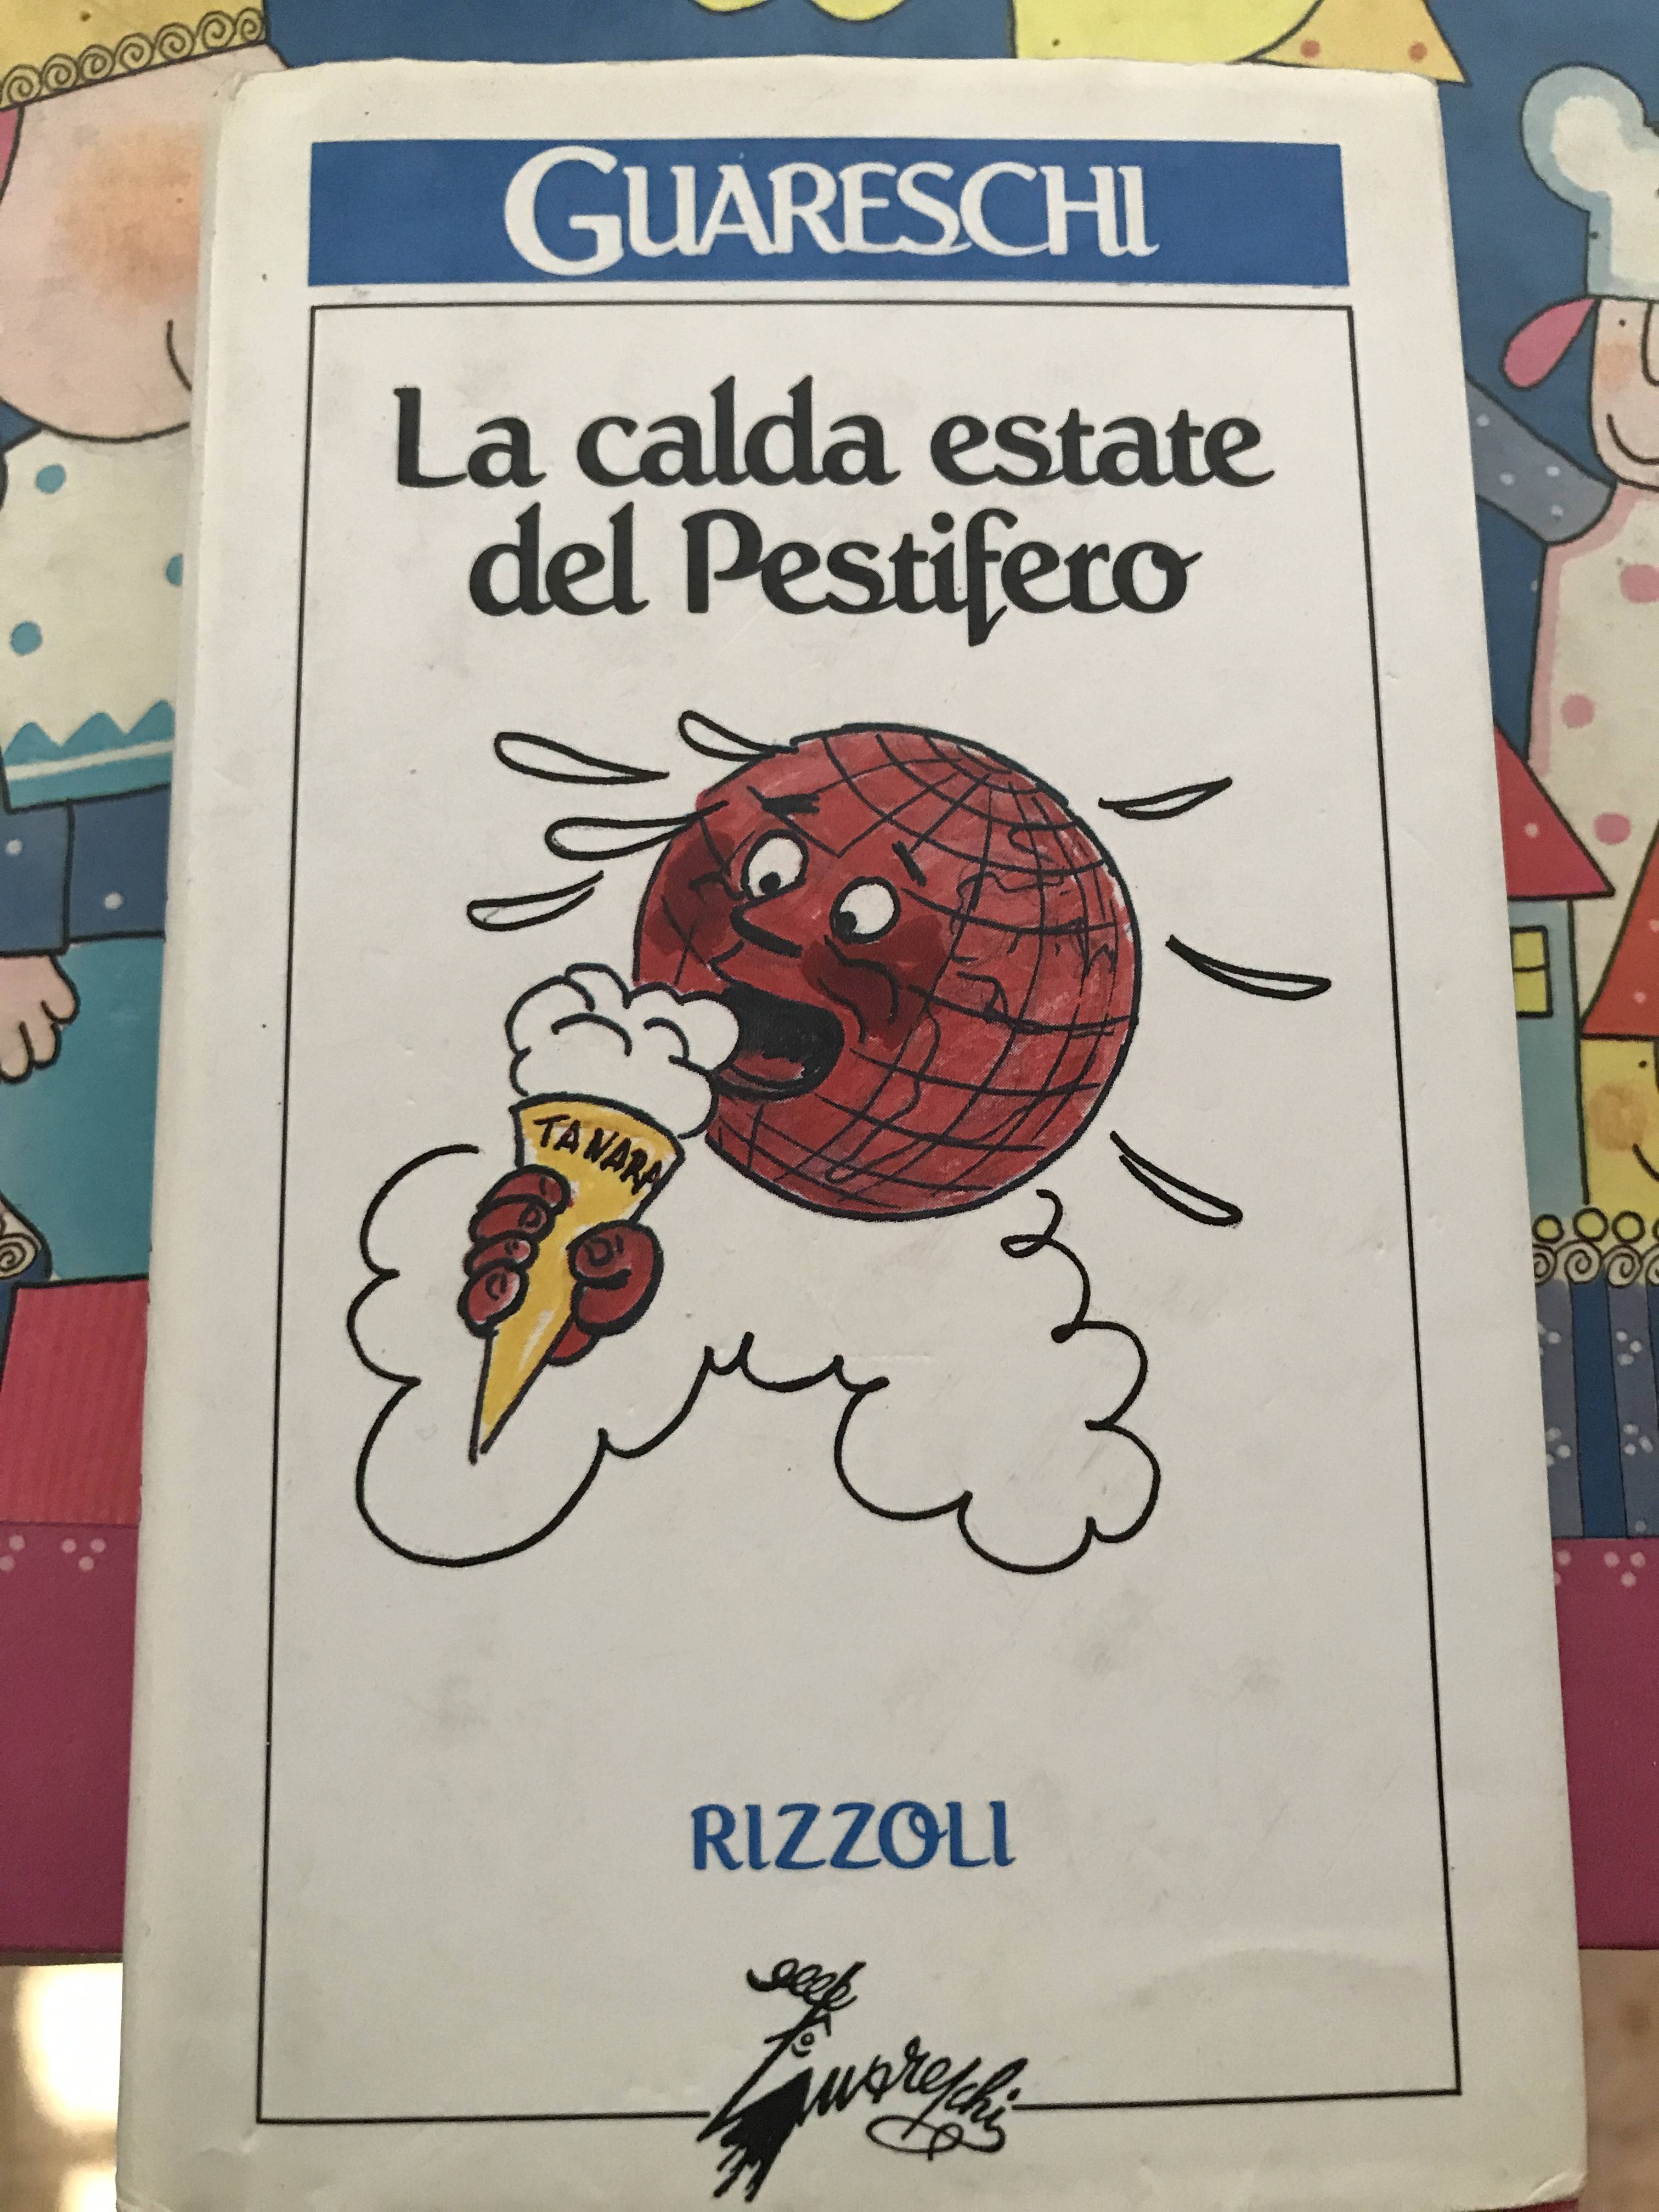 GUARESCHI
La calda estate
del Pestifero
TANARA
RIZZOLI
Guareschi